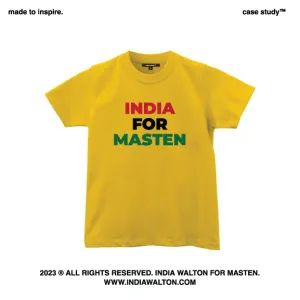 made to inspire.
case study™
INDIA
FOR
MASTEN
2023 ® ALL RIGHTS RESERVED. INDIA WALTON FOR MASTEN.
WWW.INDIAWALTON.COM